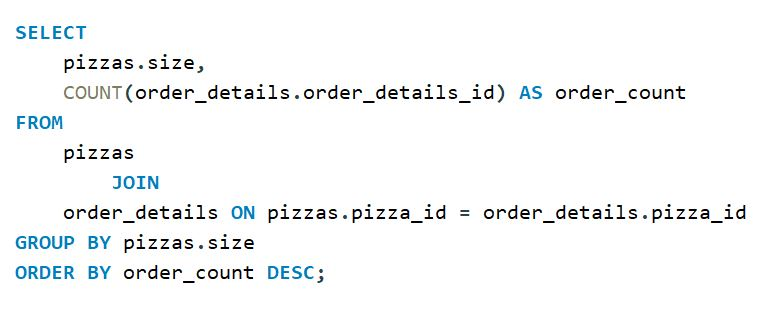 SELECT
pizzas.size,
COUNT(order_details.order_details_id) AS order_count
FROM
pizzas
JOIN
order_details ON pizzas.pizza_id = order_details.pizza_id
GROUP BY pizzas.size
ORDER BY order_count DESC;